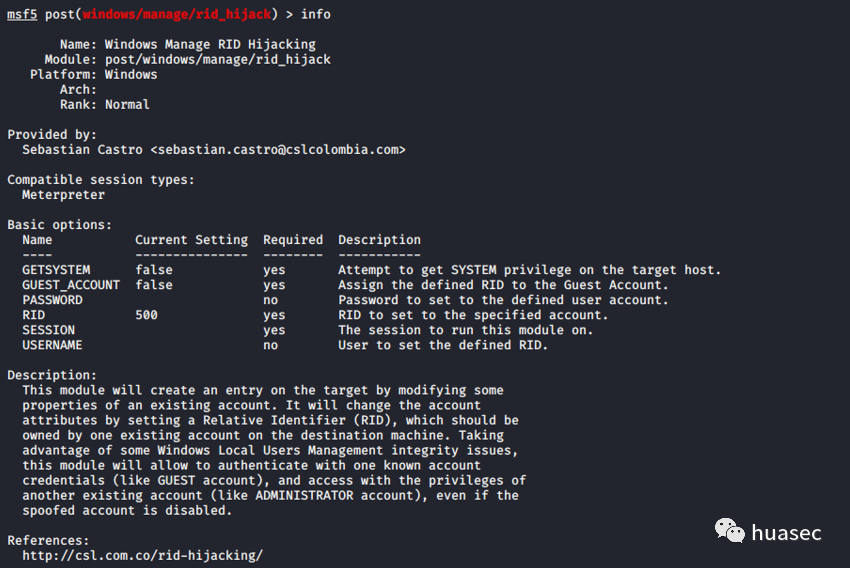 msf5 post(windows/manage/rid_hijack) > info
Name: Windows Manage RID Hijacking
Module: post/windows/manage/rid_hijack
Platform: Windows
Arch:
Rank: Normal
Provided by:
Sebastian Castro <sebastian.castro@cslcolombia.com>
Compatible session types:
Meterpreter
Basic options:
Name Current Setting Required Description
---- --------------- -------- -----------
GETSYSTEM false yes Attempt to get SYSTEM privilege on the target host.
GUEST_ACCOUNT false yes Assign the defined RID to the Guest Account.
PASSWORD no Password to set to the defined user account.
RID 500 yes RID to set to the specified account.
SESSION yes The session to run this module on.
USERNAME no User to set the defined RID.
Description:
This module will create an entry on the target by modifying some
properties of an existing account. It will change the account
attributes by setting a Relative Identifier (RID), which should be
owned by one existing account on the destination machine. Taking
advantage of some Windows Local Users Management integrity issues,
this module will allow to authenticate with one known account
credentials (like GUEST account), and access with the privileges of
another existing account (like ADMINISTRATOR account), even if the
spoofed account is disabled.
References:
http://csl.com.co/rid-hijacking/
huasec